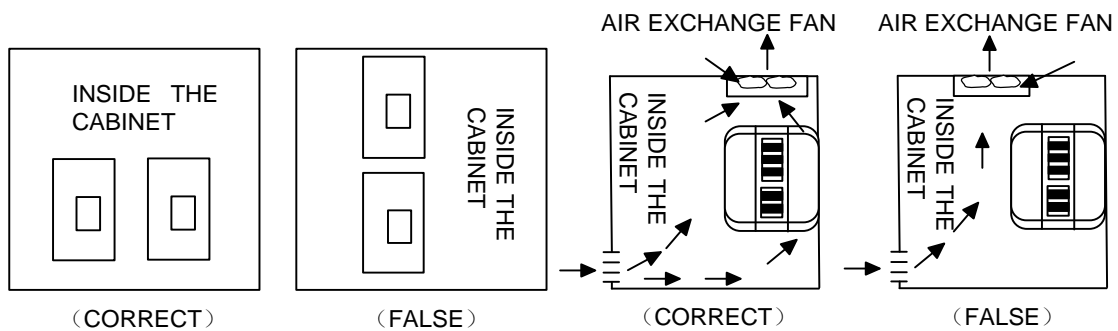 AIR EXCHANGE FAN
AIR EXCHANGE FAN
INSIDE THE
CABINET
INSIDE THE
CABINET
INSIDE THE
CABINET
INSIDE THE
CABINET
（CORRECT）
（FALSE）
（CORRECT）
（FALSE）